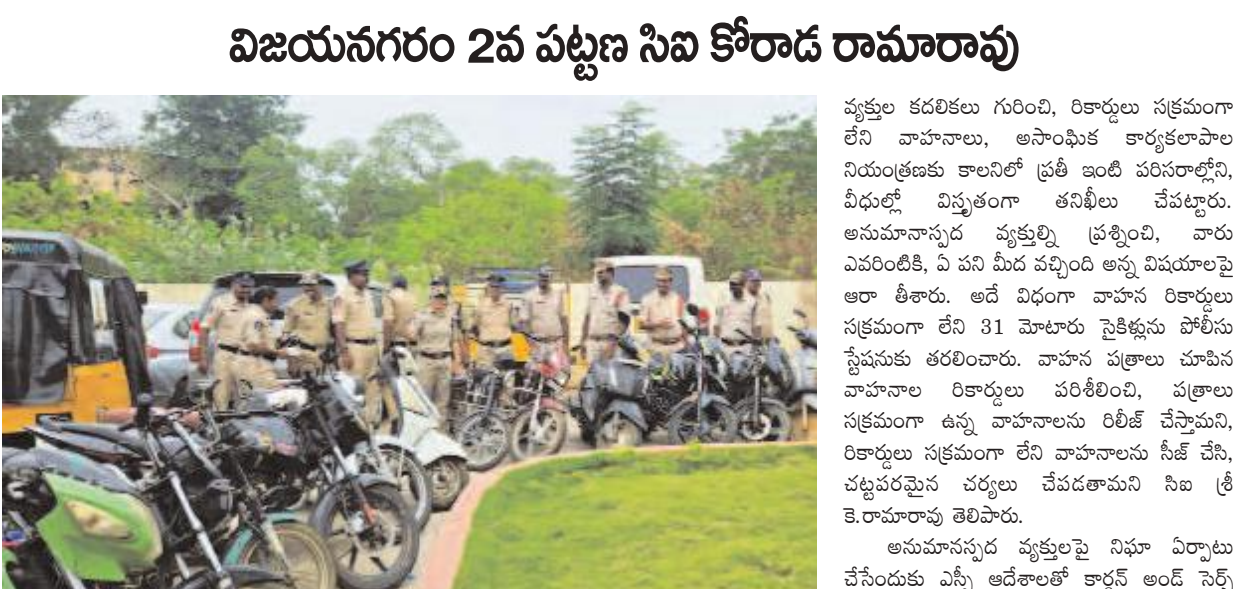 విజయనగరం 2వ పట్టణ సిఐ కోరాడ రామారావు
వ్యక్తుల కదలికలు గురించి, రికార్డులు సక్రమంగా
లేని వాహనాలు, అసాంఘిక కార్యకలాపాల
నియంత్రణకు కాలనిలో ప్రతీ ఇంటి పరిసరాల్లోని,
వీధుల్లో విస్తృతంగా తనిఖీలు చేపట్టారు.
అనుమానాస్పద వ్యక్తుల్ని ప్రశ్నించి, వారు
ఎవరింటికి, ఏ పని మీద వచ్చింది అన్న విషయాలపై
ఆరా తీశారు. అదే విధంగా వాహన రికార్డులు
సక్రమంగా లేని 31 మోటారు సైకిళ్లును పోలీసు
స్టేషనుకు తరలించారు. వాహన పత్రాలు చూపిన
వాహనాల రికార్డులు పరిశీలించి, పత్రాలు
సక్రమంగా ఉన్న వాహనాలను రిలీజ్ చేస్తామని,
రికార్డులు సక్రమంగా లేని వాహనాలను సీజ్ చేసి,
చట్టపరమైన చర్యలు చేపడతామని సిఐ శ్రీ
కె.రామారావు తెలిపారు.
అనుమానస్పద వ్యక్తులపై నిఘా ఏర్పాటు
చేసేందుకు ఎస్పీ ఆదేశాలతో కార్డన్ అండ్ సెర్చ్